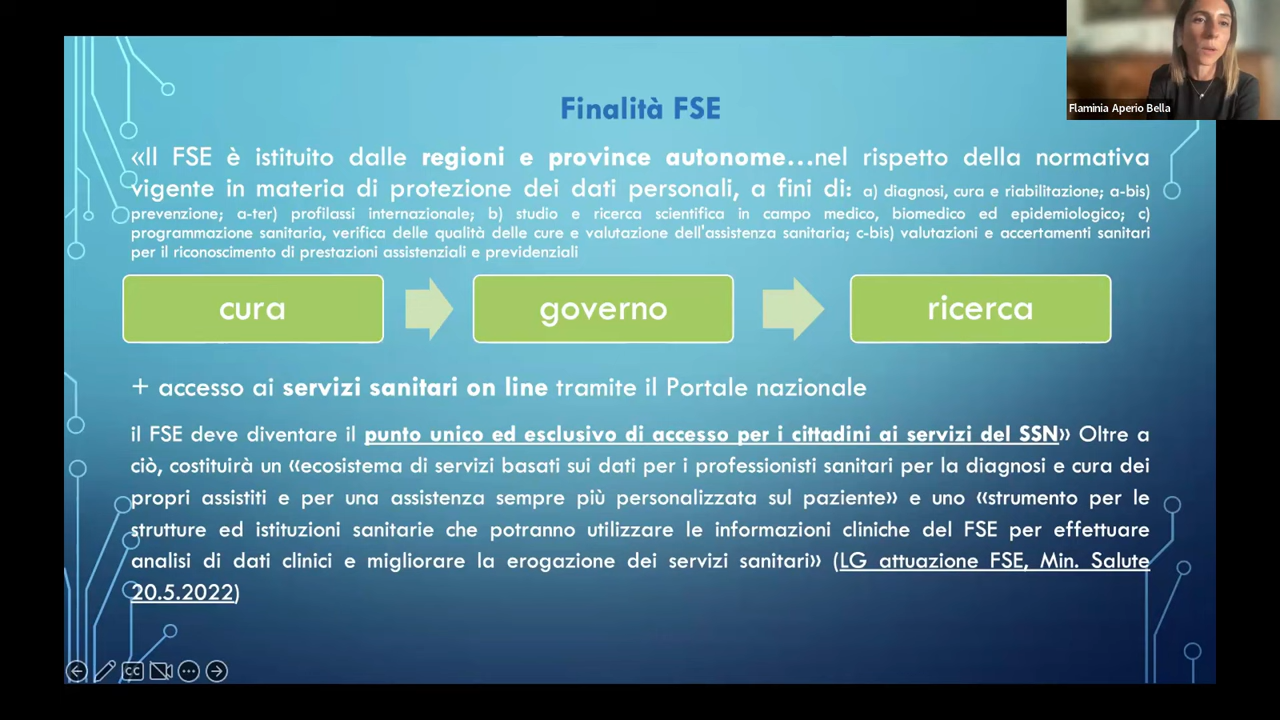 Flaminia Aperio Bella
Finalità FSE
«Il FSE è istituito dalle regioni e province autonome…nel rispetto della normativa
vigente in materia di protezione dei dati personali, a fini di: a) diagnosi, cura e riabilitazione; a-bis)
prevenzione; a-ter) profilassi internazionale; b) studio e ricerca scientifica in campo medico, biomedico ed epidemiologico; c)
programmazione sanitaria, verifica delle qualità delle cure e valutazione dell'assistenza sanitaria; c-bis) valutazioni e accertamenti sanitari
per il riconoscimento di prestazioni assistenziali e previdenziali
cura
governo
ricerca
+ accesso ai servizi sanitari on line tramite il Portale nazionale
il FSE deve diventare il punto unico ed esclusivo di accesso per i cittadini ai servizi del SSN» Oltre a
ciò, costituirà un «ecosistema di servizi basati sui dati per i professionisti sanitari per la diagnosi e cura dei
propri assistiti e per una assistenza sempre più personalizzata sul paziente» e uno «strumento per le
strutture ed istituzioni sanitarie che potranno utilizzare le informazioni cliniche del FSE per effettuare
analisi di dati clinici e migliorare la erogazione dei servizi sanitari» (LG attuazione FSE, Min. Salute
20.5.2022)
CC